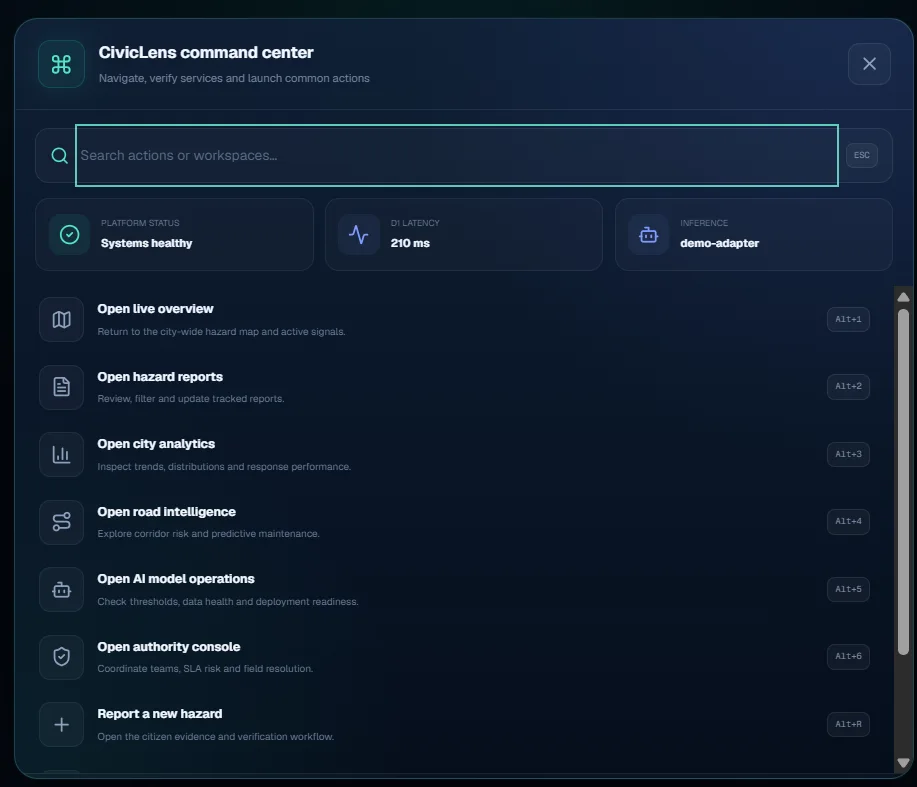 CivicLens command center
Navigate, verify services and launch common actions
Search actions or workspaces...
ESC
PLATFORM STATUS
Systems healthy
D1 LATENCY
210 ms
INFERENCE
demo-adapter
Open live overview
Return to the city-wide hazard map and active signals.
Alt+1
Open hazard reports
Review, filter and update tracked reports.
Alt+2
Open city analytics
Inspect trends, distributions and response performance.
Alt+3
Open road intelligence
Explore corridor risk and predictive maintenance.
Alt+4
Open AI model operations
Check thresholds, data health and deployment readiness.
Alt+5
Open authority console
Coordinate teams, SLA risk and field resolution.
Alt+6
Report a new hazard
Open the citizen evidence and verification workflow.
Alt+R